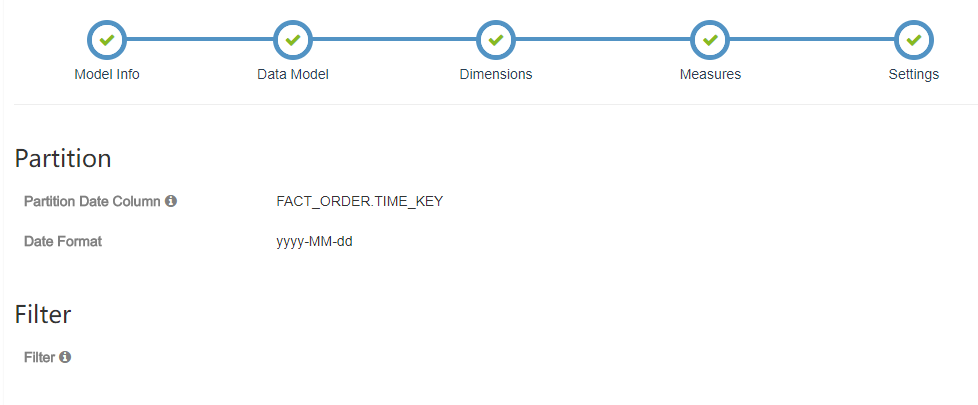 Model Info Data Model Dimensions Measures Settings
Partition
Partition Date Column FACT_ORDER.TIME_KEY
Date Format yyyy-MM-dd
Filter
Filter